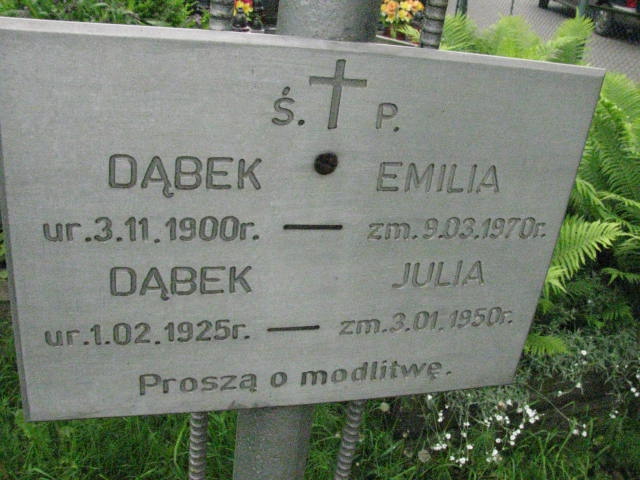 Ś. P.
DĄBEK EMILIA
ur.3.11.1900r. — zm.9.03.1970r.
DĄBEK JULIA
ur.1.02.1925r. — zm.3.01.1950r.
Proszą o modlitwę.